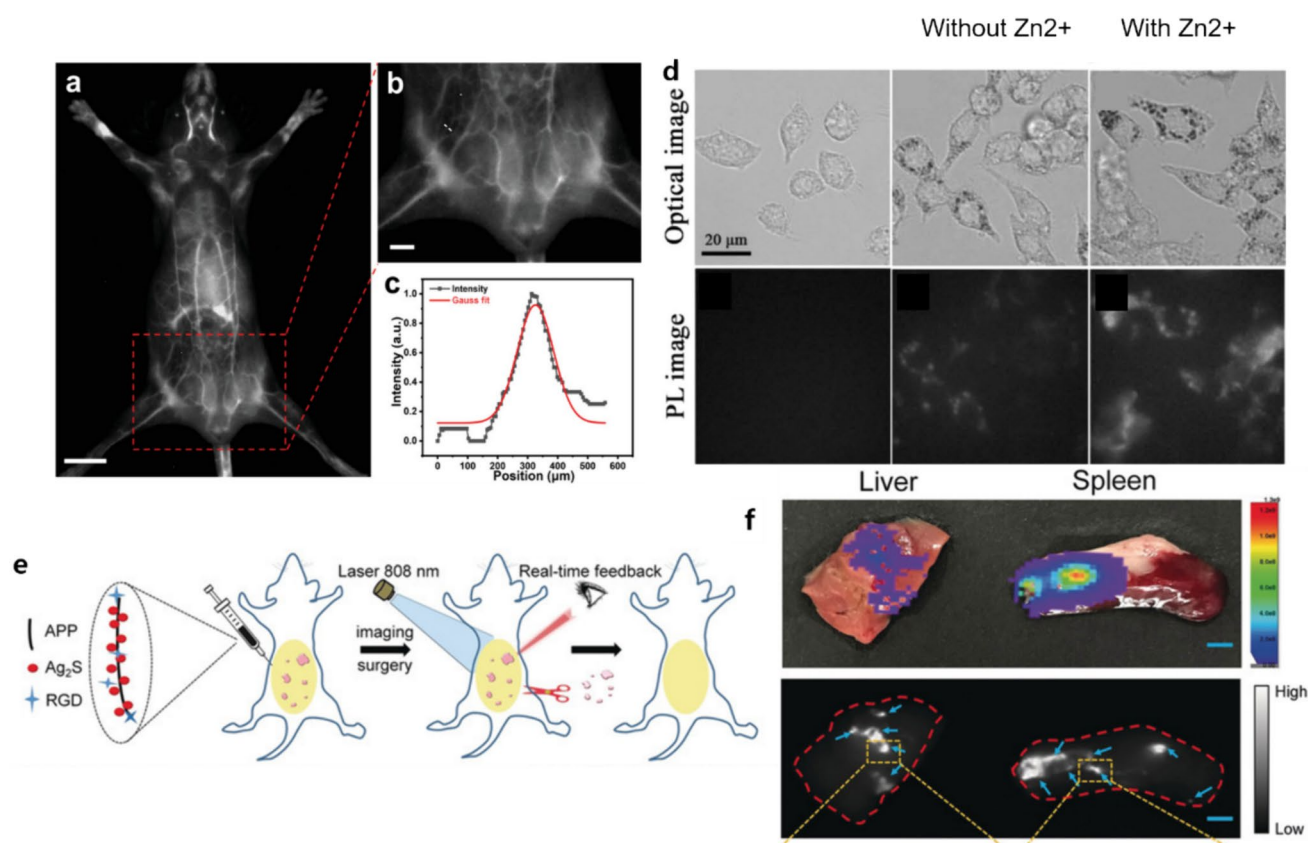 Without Zn2+ With Zn2+
a
b
c
Intensity
Gauss fit
Intensity (a.u.)
1.0
0.8
0.6
0.4
0.2
0.0
0 100 200 300 400 500 600
Position (μm)
d
Optical image
20 μm
PL image
e
APP
Ag₂S
RGD
Laser 808 nm
imaging
surgery
Real-time feedback
f
Liver Spleen
High
Low